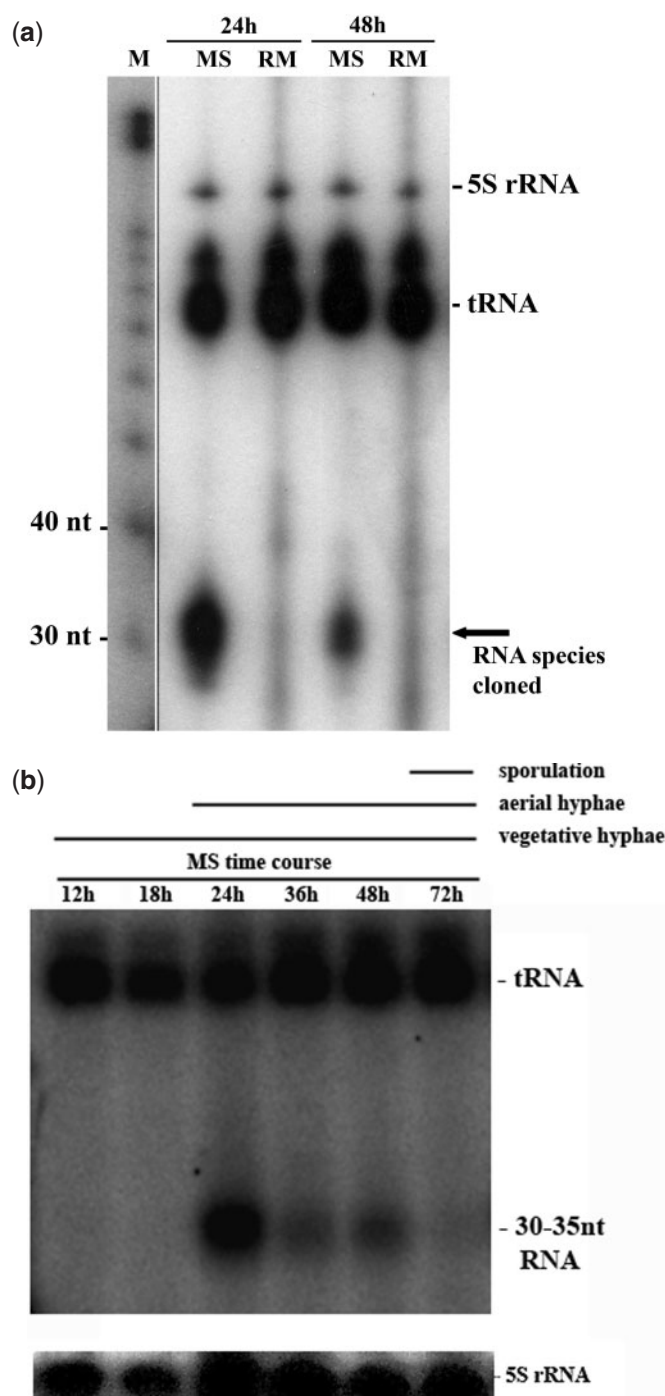 (a)
24h 48h
M MS RM MS RM
- 5S rRNA
- tRNA
40 nt -
30 nt -
RNA species
cloned
(b)
sporulation
aerial hyphae
vegetative hyphae
MS time course
12h 18h 24h 36h 48h 72h
- tRNA
- 30-35nt
RNA
- 5S rRNA